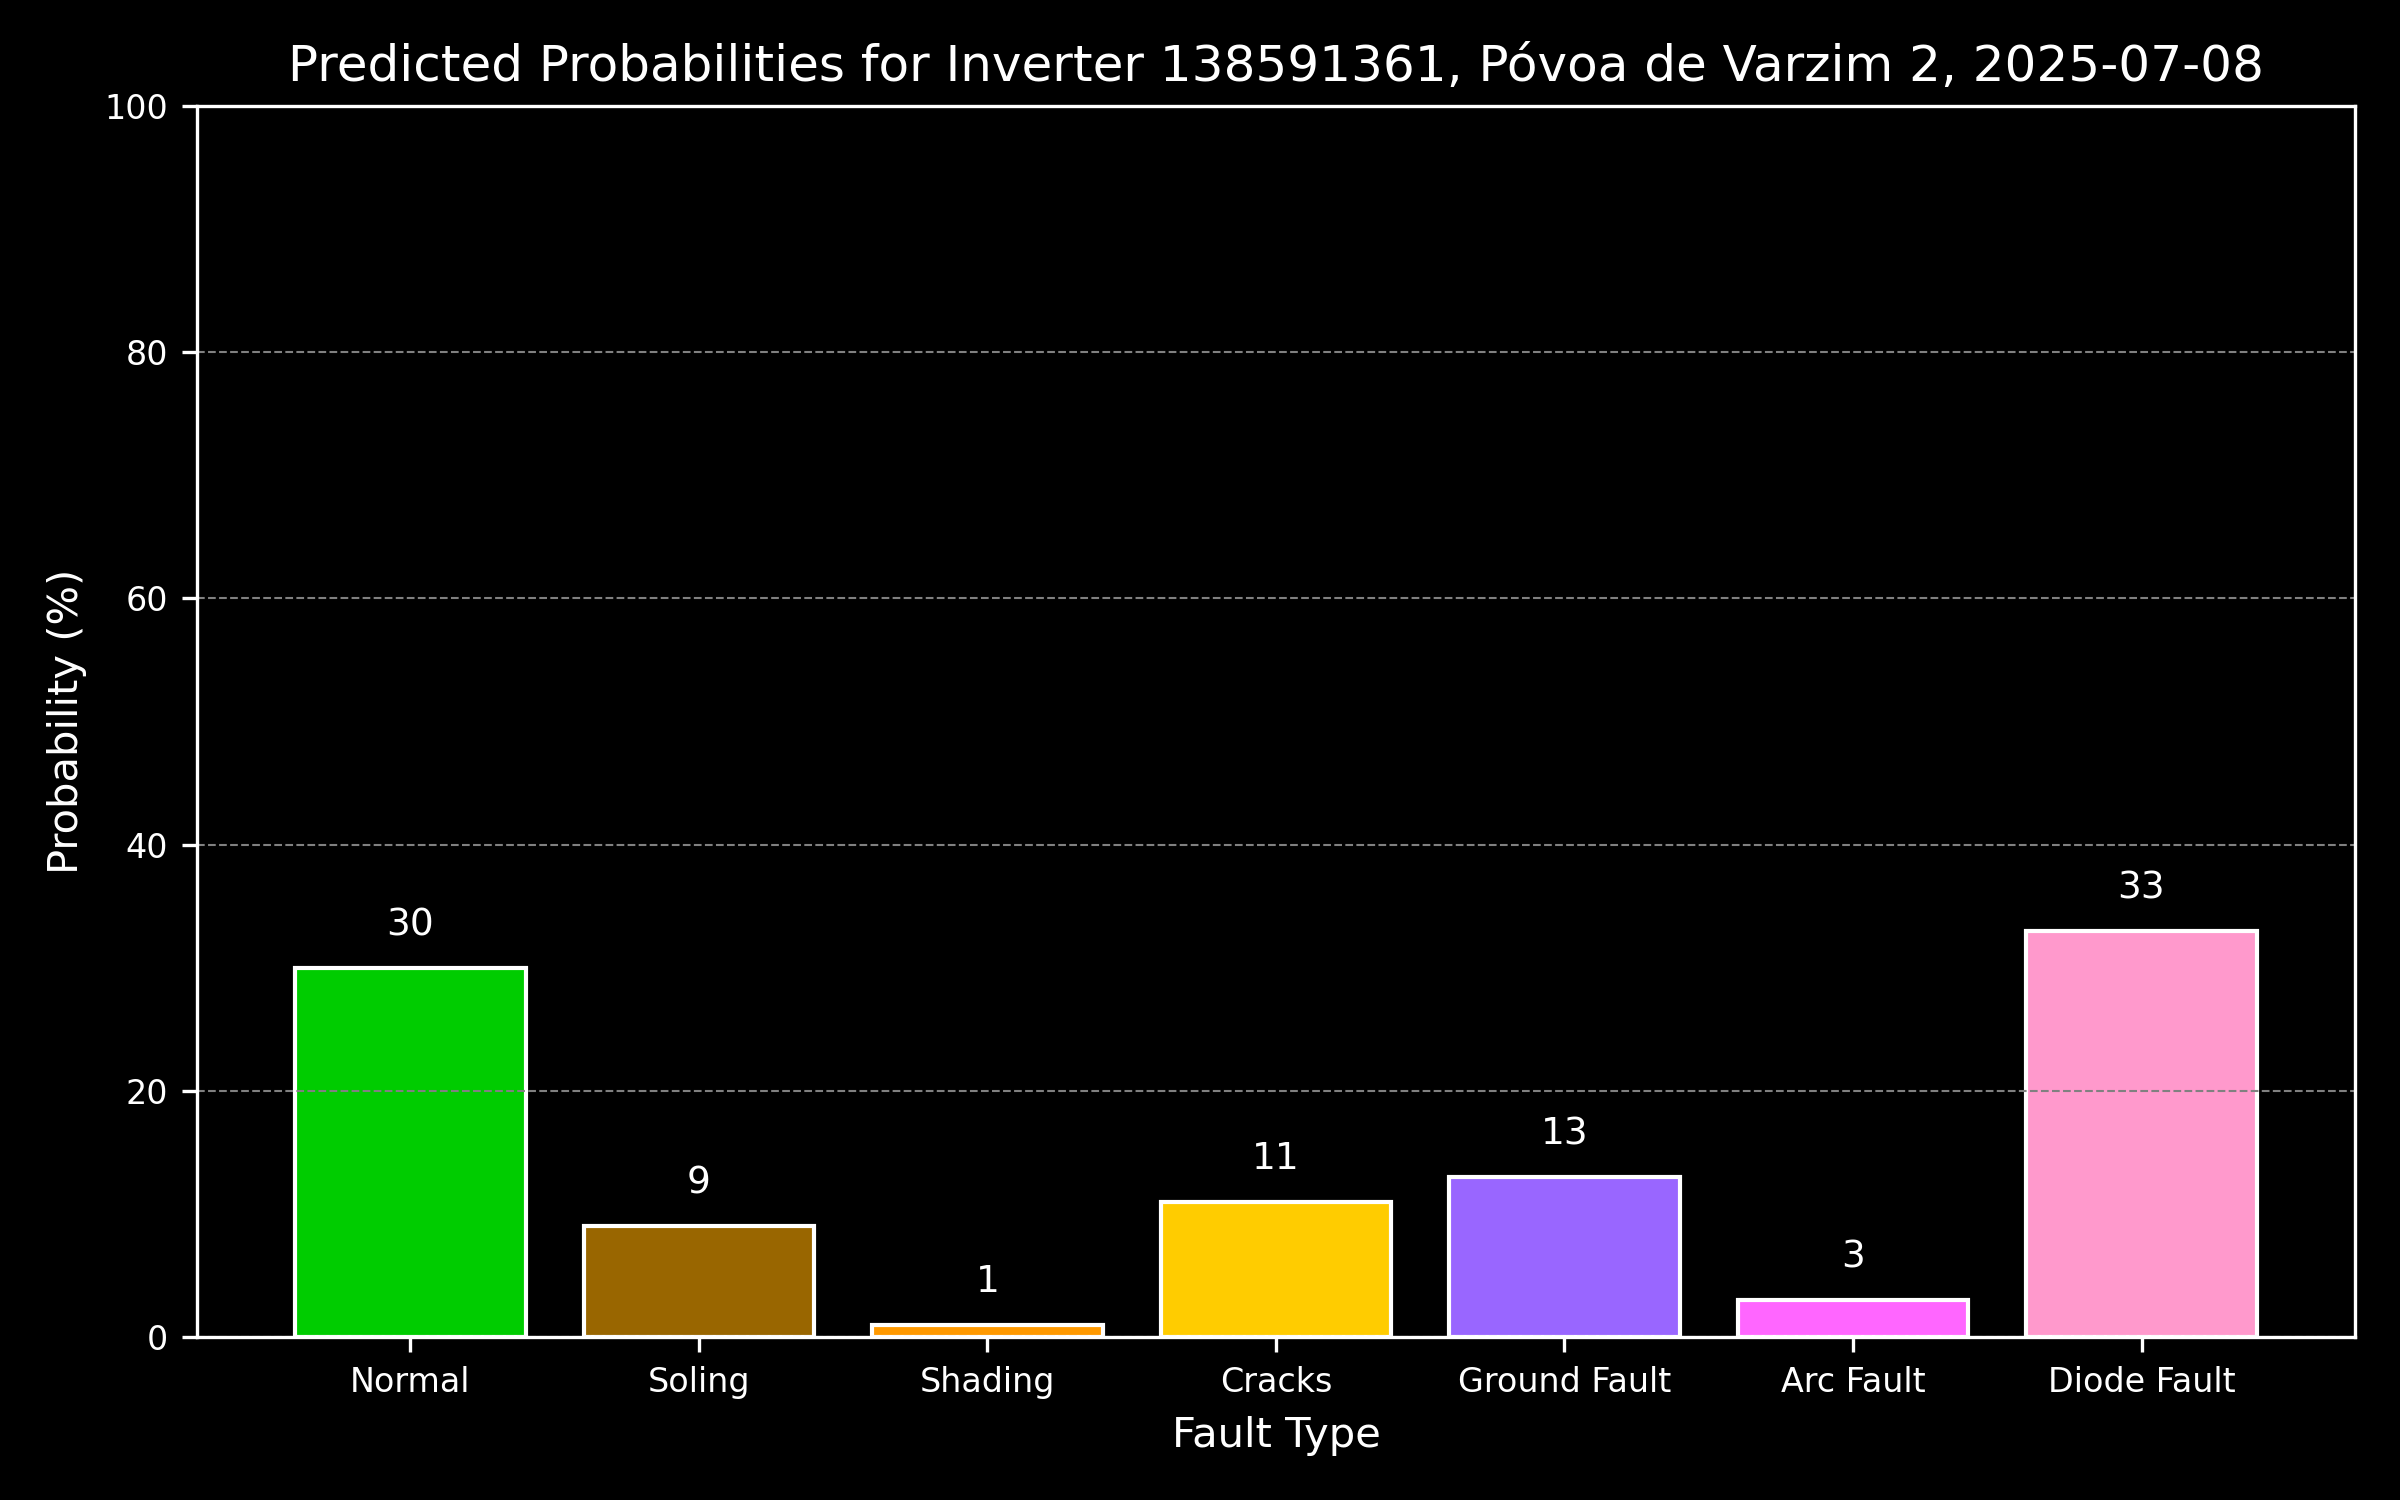 Predicted Probabilities for Inverter 138591361, Póvoa de Varzim 2, 2025-07-08
100
80
60
40
20
0
Probability (%)
30
9
1
11
13
3
33
Normal
Soling
Shading
Cracks
Ground Fault
Arc Fault
Diode Fault
Fault Type